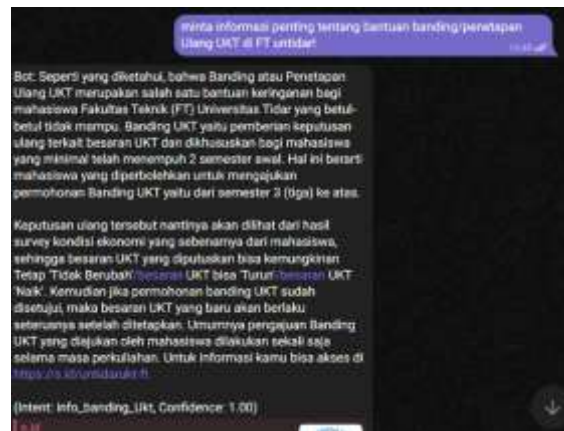 minta informasi penting tentang bantuan banding/penetapan
Ulang UKT di FT untidar!
Bot: Seperti yang diketahui, bahwa Banding atau Penetapan
Ulang UKT merupakan salah satu bantuan keringanan bagi
mahasiswa Fakultas Teknik (FT) Universitas Tidar yang betul-
betul tidak mampu. Banding UKT yaitu pemberian keputusan
ulang terkait besaran UKT dan dikhususkan bagi mahasiswa
yang minimal telah menempuh 2 semester awal. Hal ini berarti
mahasiswa yang diperbolehkan untuk mengajukan
permohonan Banding UKT yaitu dari semester 3 (tiga) ke atas.
Keputusan ulang tersebut nantinya akan dilihat dari hasil
survey kondisi ekonomi yang sebenarnya dari mahasiswa,
sehingga besaran UKT yang diputuskan bisa kemungkinan
Tetap 'Tidak Berubah'/besaran UKT bisa 'Turun'/besaran UKT
'Naik'. Kemudian jika permohonan banding UKT sudah
disetujui, maka besaran UKT yang baru akan berlaku
seterusnya setelah ditetapkan. Umumnya pengajuan Banding
UKT yang diajukan oleh mahasiswa dilakukan sekali saja
selama masa perkuliahan. Untuk informasi kamu bisa akses di
https://s.id/untidarukt-ft.
(Intent: info_banding_Ukt, Confidence: 1.00)